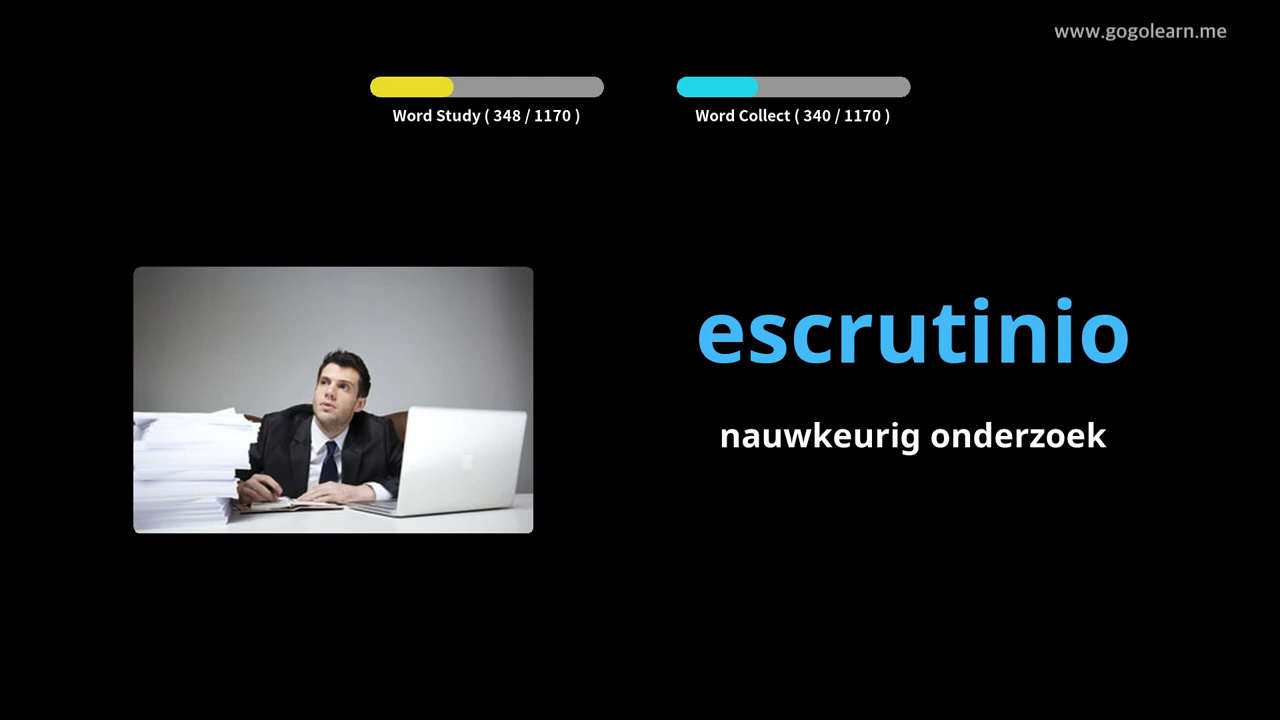 www.gogolearn.me
Word Study ( 348 / 1170 )
Word Collect ( 340 / 1170 )
escrutinio
nauwkeurig onderzoek